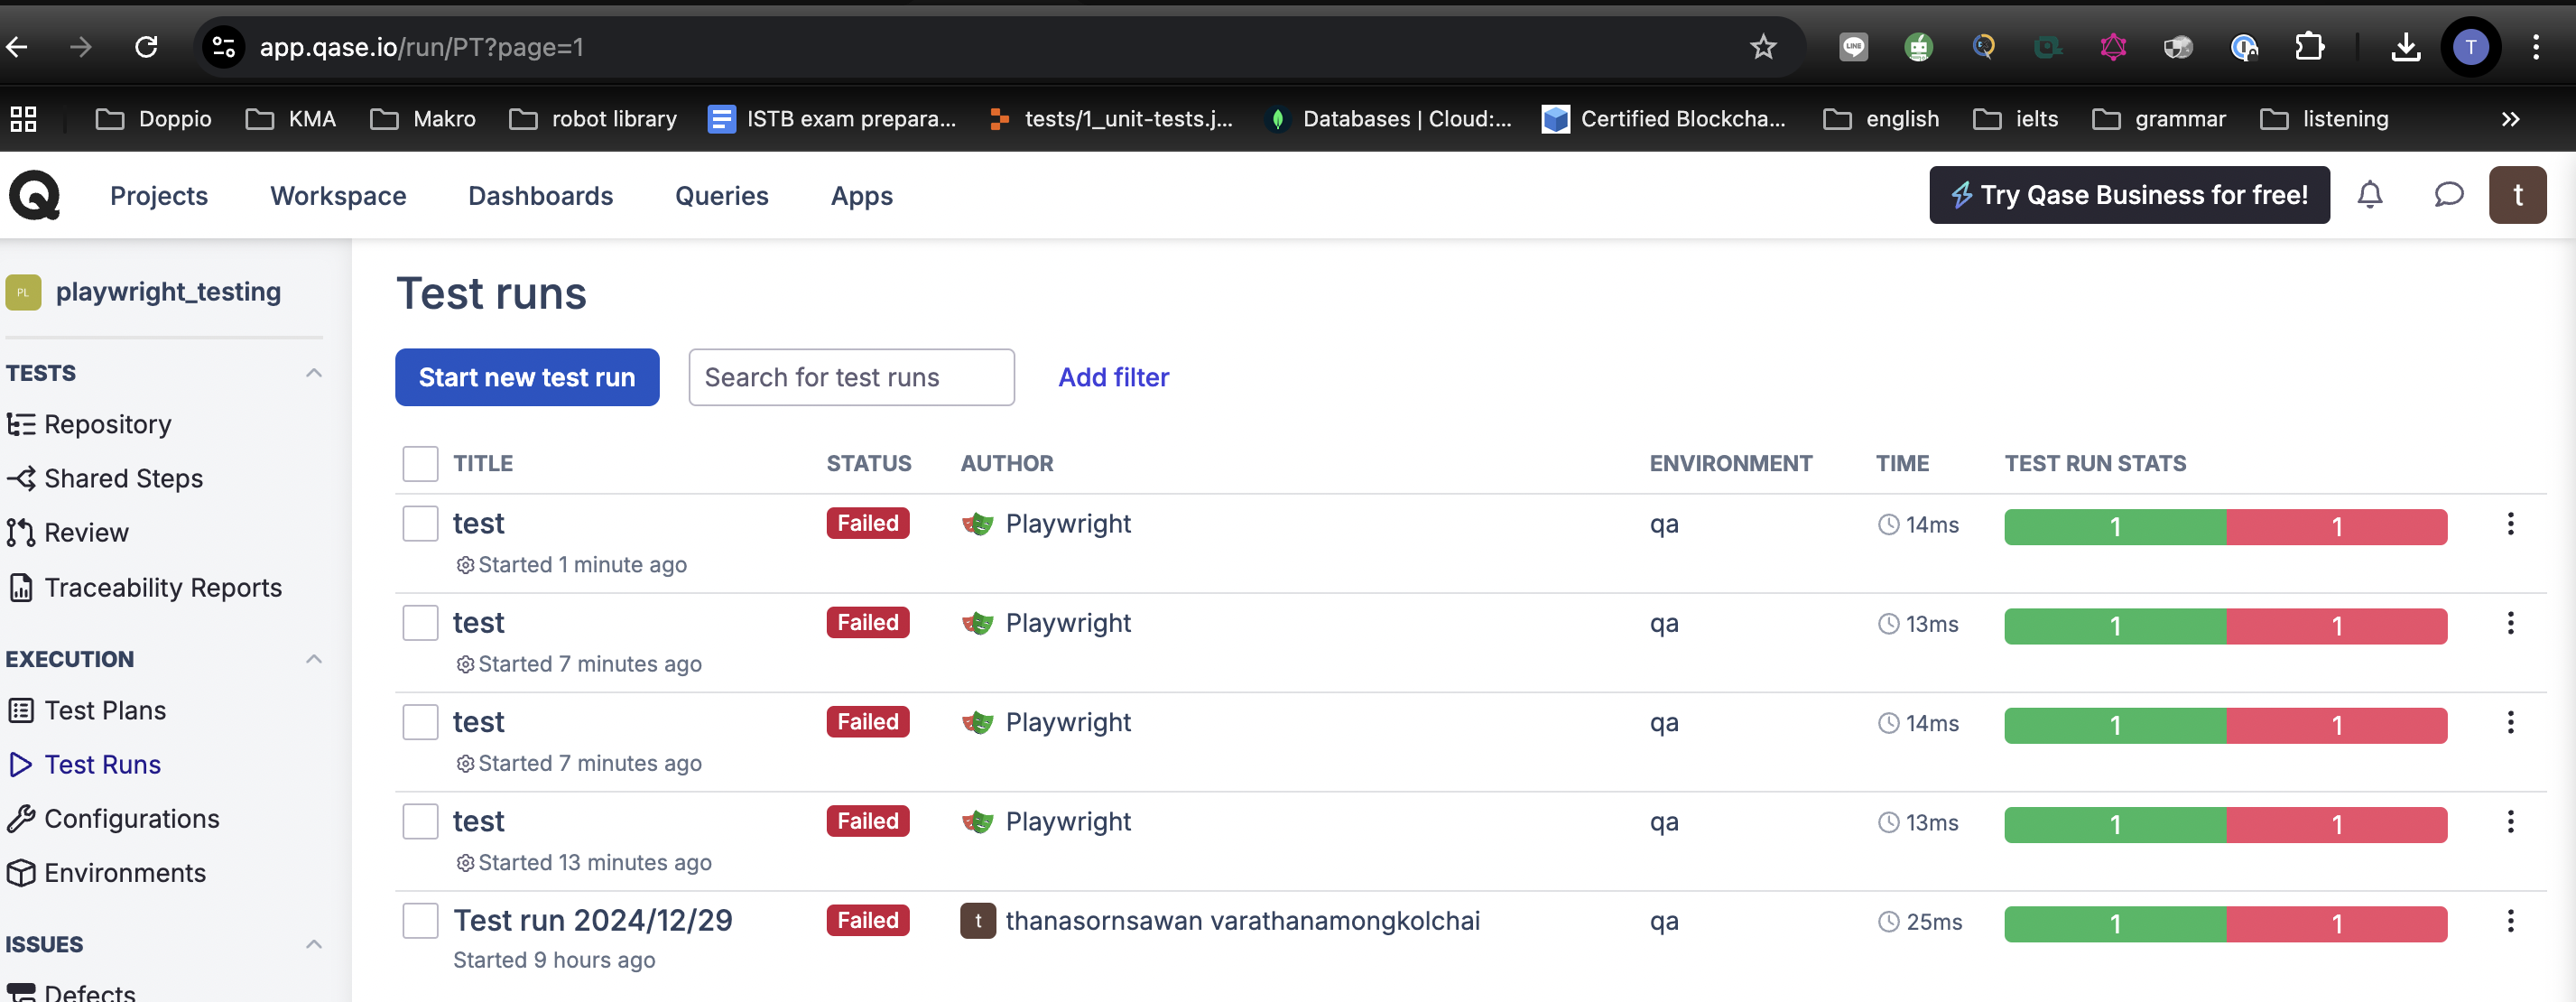 app.qase.io/run/PT?page=1
LINE
T
Doppio KMA Makro robot library ISTB exam prepara... tests/1_unit-tests.j... Databases | Cloud:... Certified Blockcha... english ielts grammar listening »
Projects Workspace Dashboards Queries Apps Try Qase Business for free! t
PL playwright_testing
TESTS
Repository
Shared Steps
Review
Traceability Reports
EXECUTION
Test Plans
Test Runs
Configurations
Environments
ISSUES
Defects
Test runs
Start new test run Search for test runs Add filter
TITLE STATUS AUTHOR ENVIRONMENT TIME TEST RUN STATS
test Failed Playwright qa 14ms 1 1
Started 1 minute ago
test Failed Playwright qa 13ms 1 1
Started 7 minutes ago
test Failed Playwright qa 14ms 1 1
Started 7 minutes ago
test Failed Playwright qa 13ms 1 1
Started 13 minutes ago
Test run 2024/12/29 Failed t thanasornsawan varathanamongkolchai qa 25ms 1 1
Started 9 hours ago